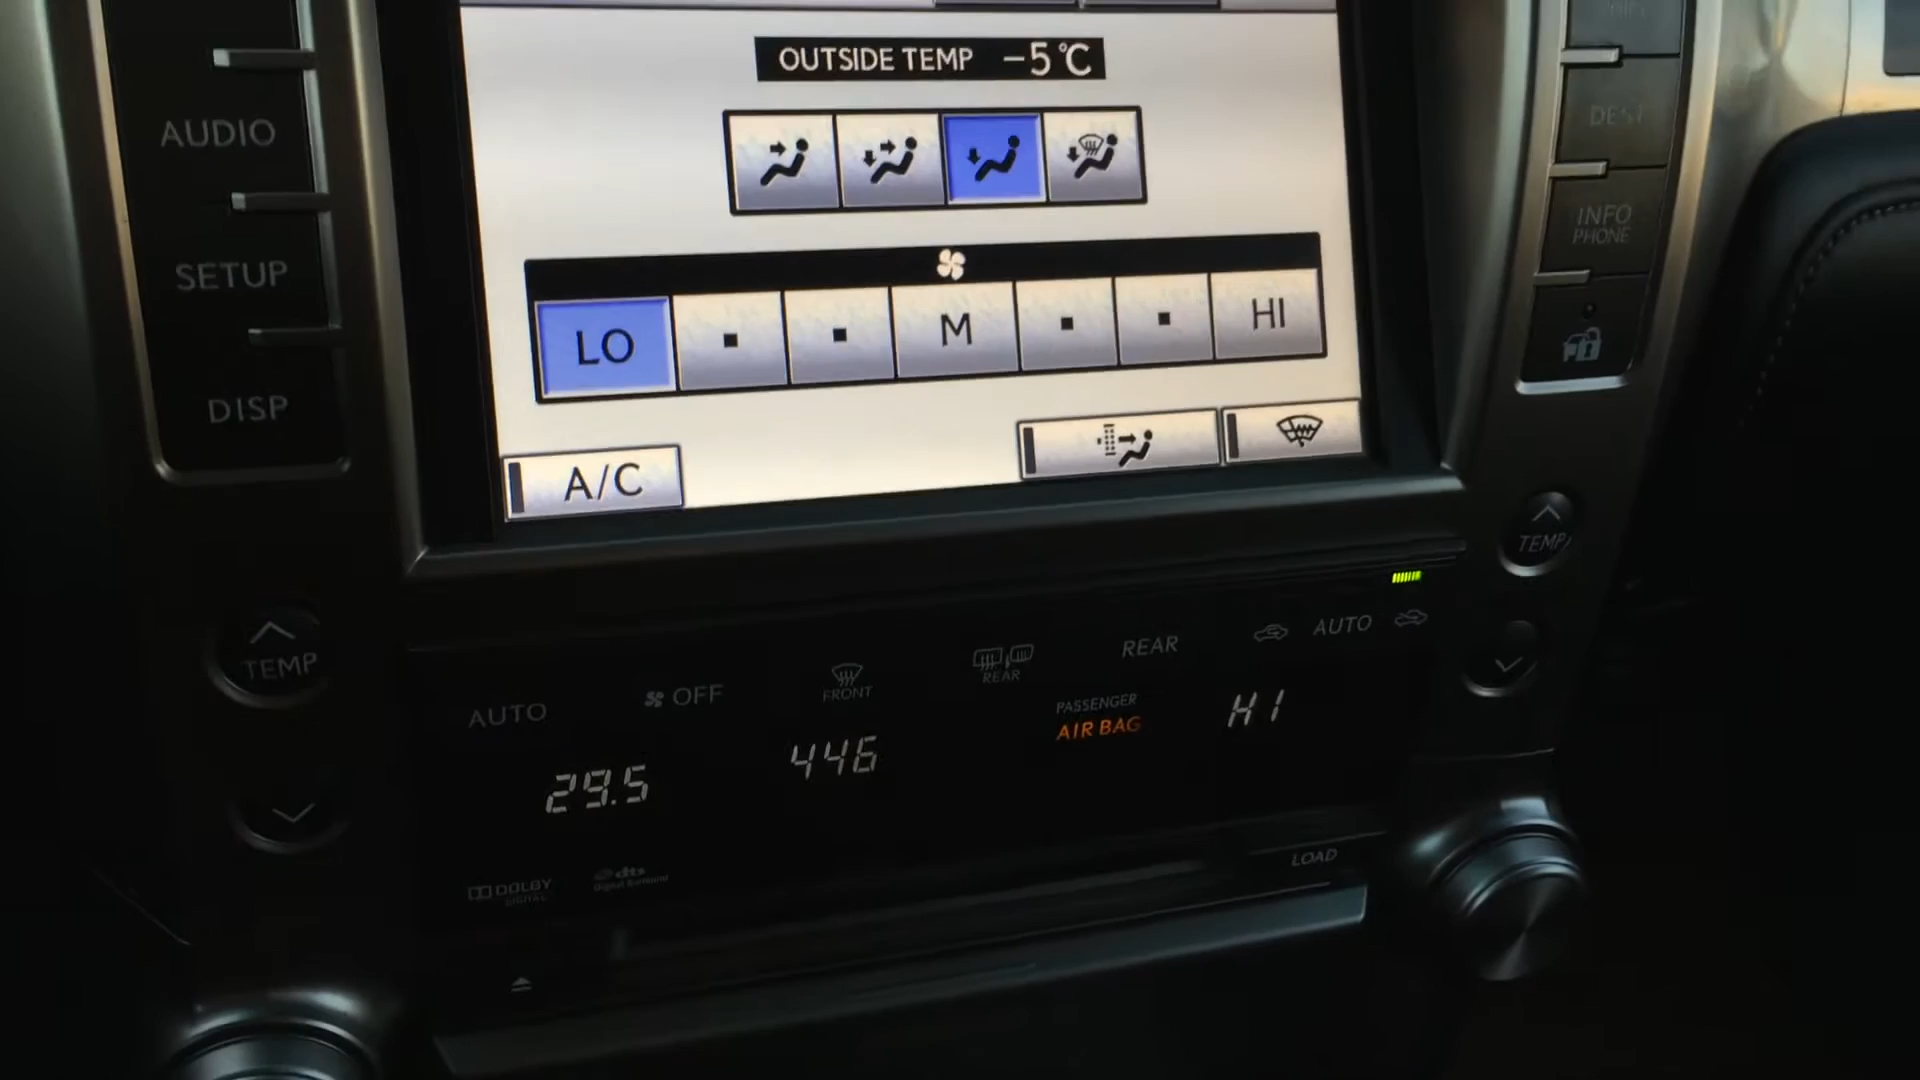 OUTSIDE TEMP -5°C
AUDIO
SETUP
DISP
INFO
PHONE
LO
M
HI
A/C
TEMP
TEMP
AUTO
OFF
FRONT
REAR
REAR
AUTO
PASSENGER
AIR BAG
29.5
446
HI
DOLBY
DIGITAL
dts
Digital Surround
LOAD